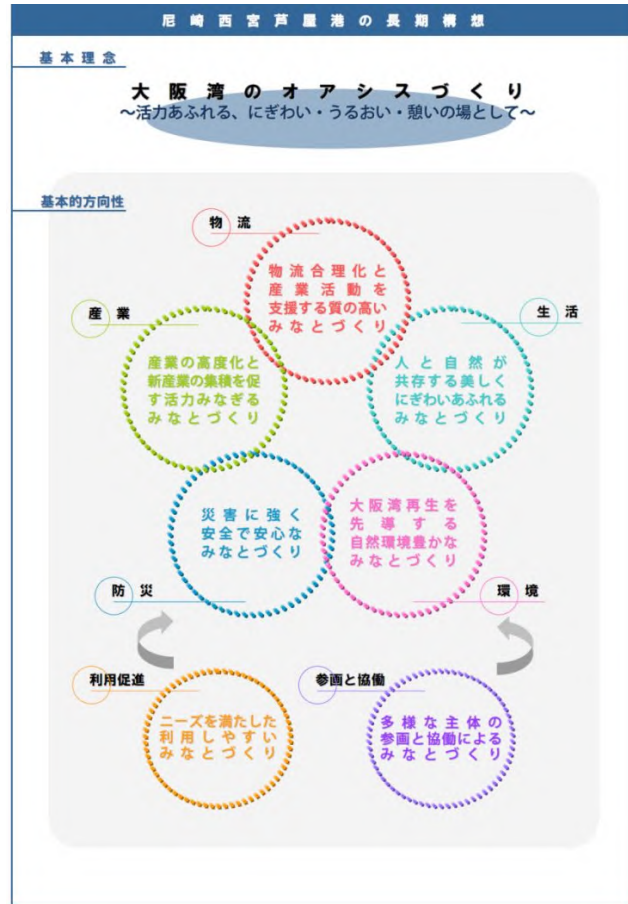 尼崎西宮芦屋港の長期構想
基本理念
大阪湾のオアシスづくり
～活力あふれる、にぎわい・うるおい・憩いの場として～
基本的方向性
物流
物流合理化と
産業活動を
支援する質の高い
みなとづくり
産業
産業の高度化と
新産業の集積を促
す活力みなぎる
みなとづくり
生活
人と自然が
共存する美しく
にぎわいあふれる
みなとづくり
災害に強く
安全で安心な
みなとづくり
防災
大阪湾再生を
先導する
自然環境豊かな
みなとづくり
環境
利用促進
ニーズを満たした
利用しやすい
みなとづくり
参画と協働
多様な主体の
参画と協働による
みなとづくり